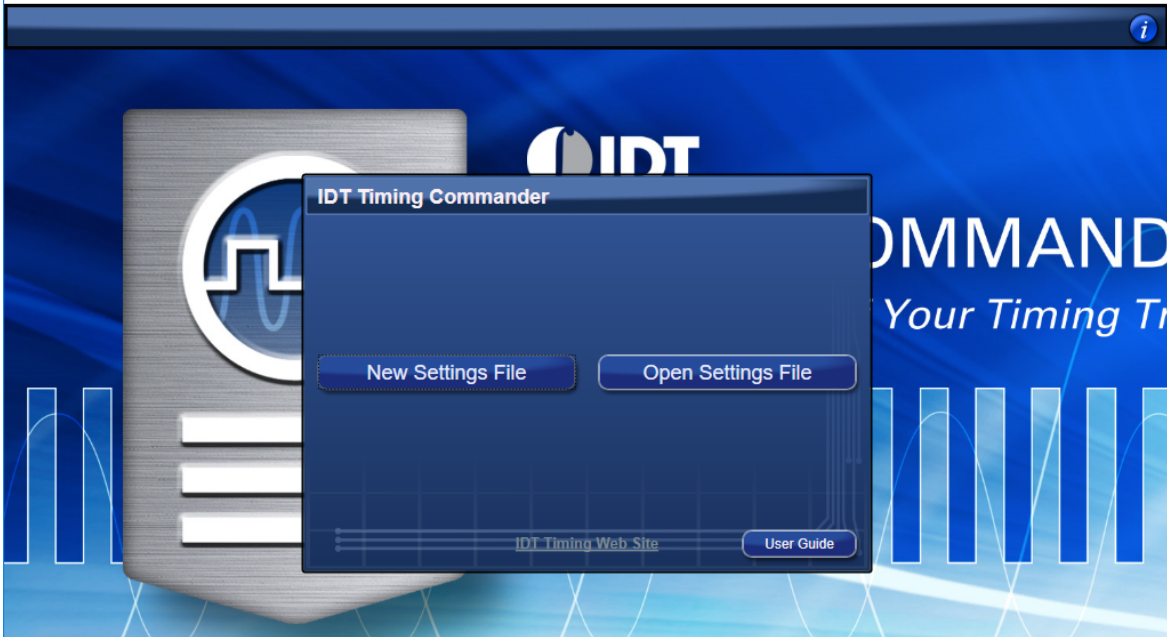 i
IDT
IDT Timing Commander
OMMAND
Your Timing Tr
New Settings File
Open Settings File
IDT Timing Web Site
User Guide